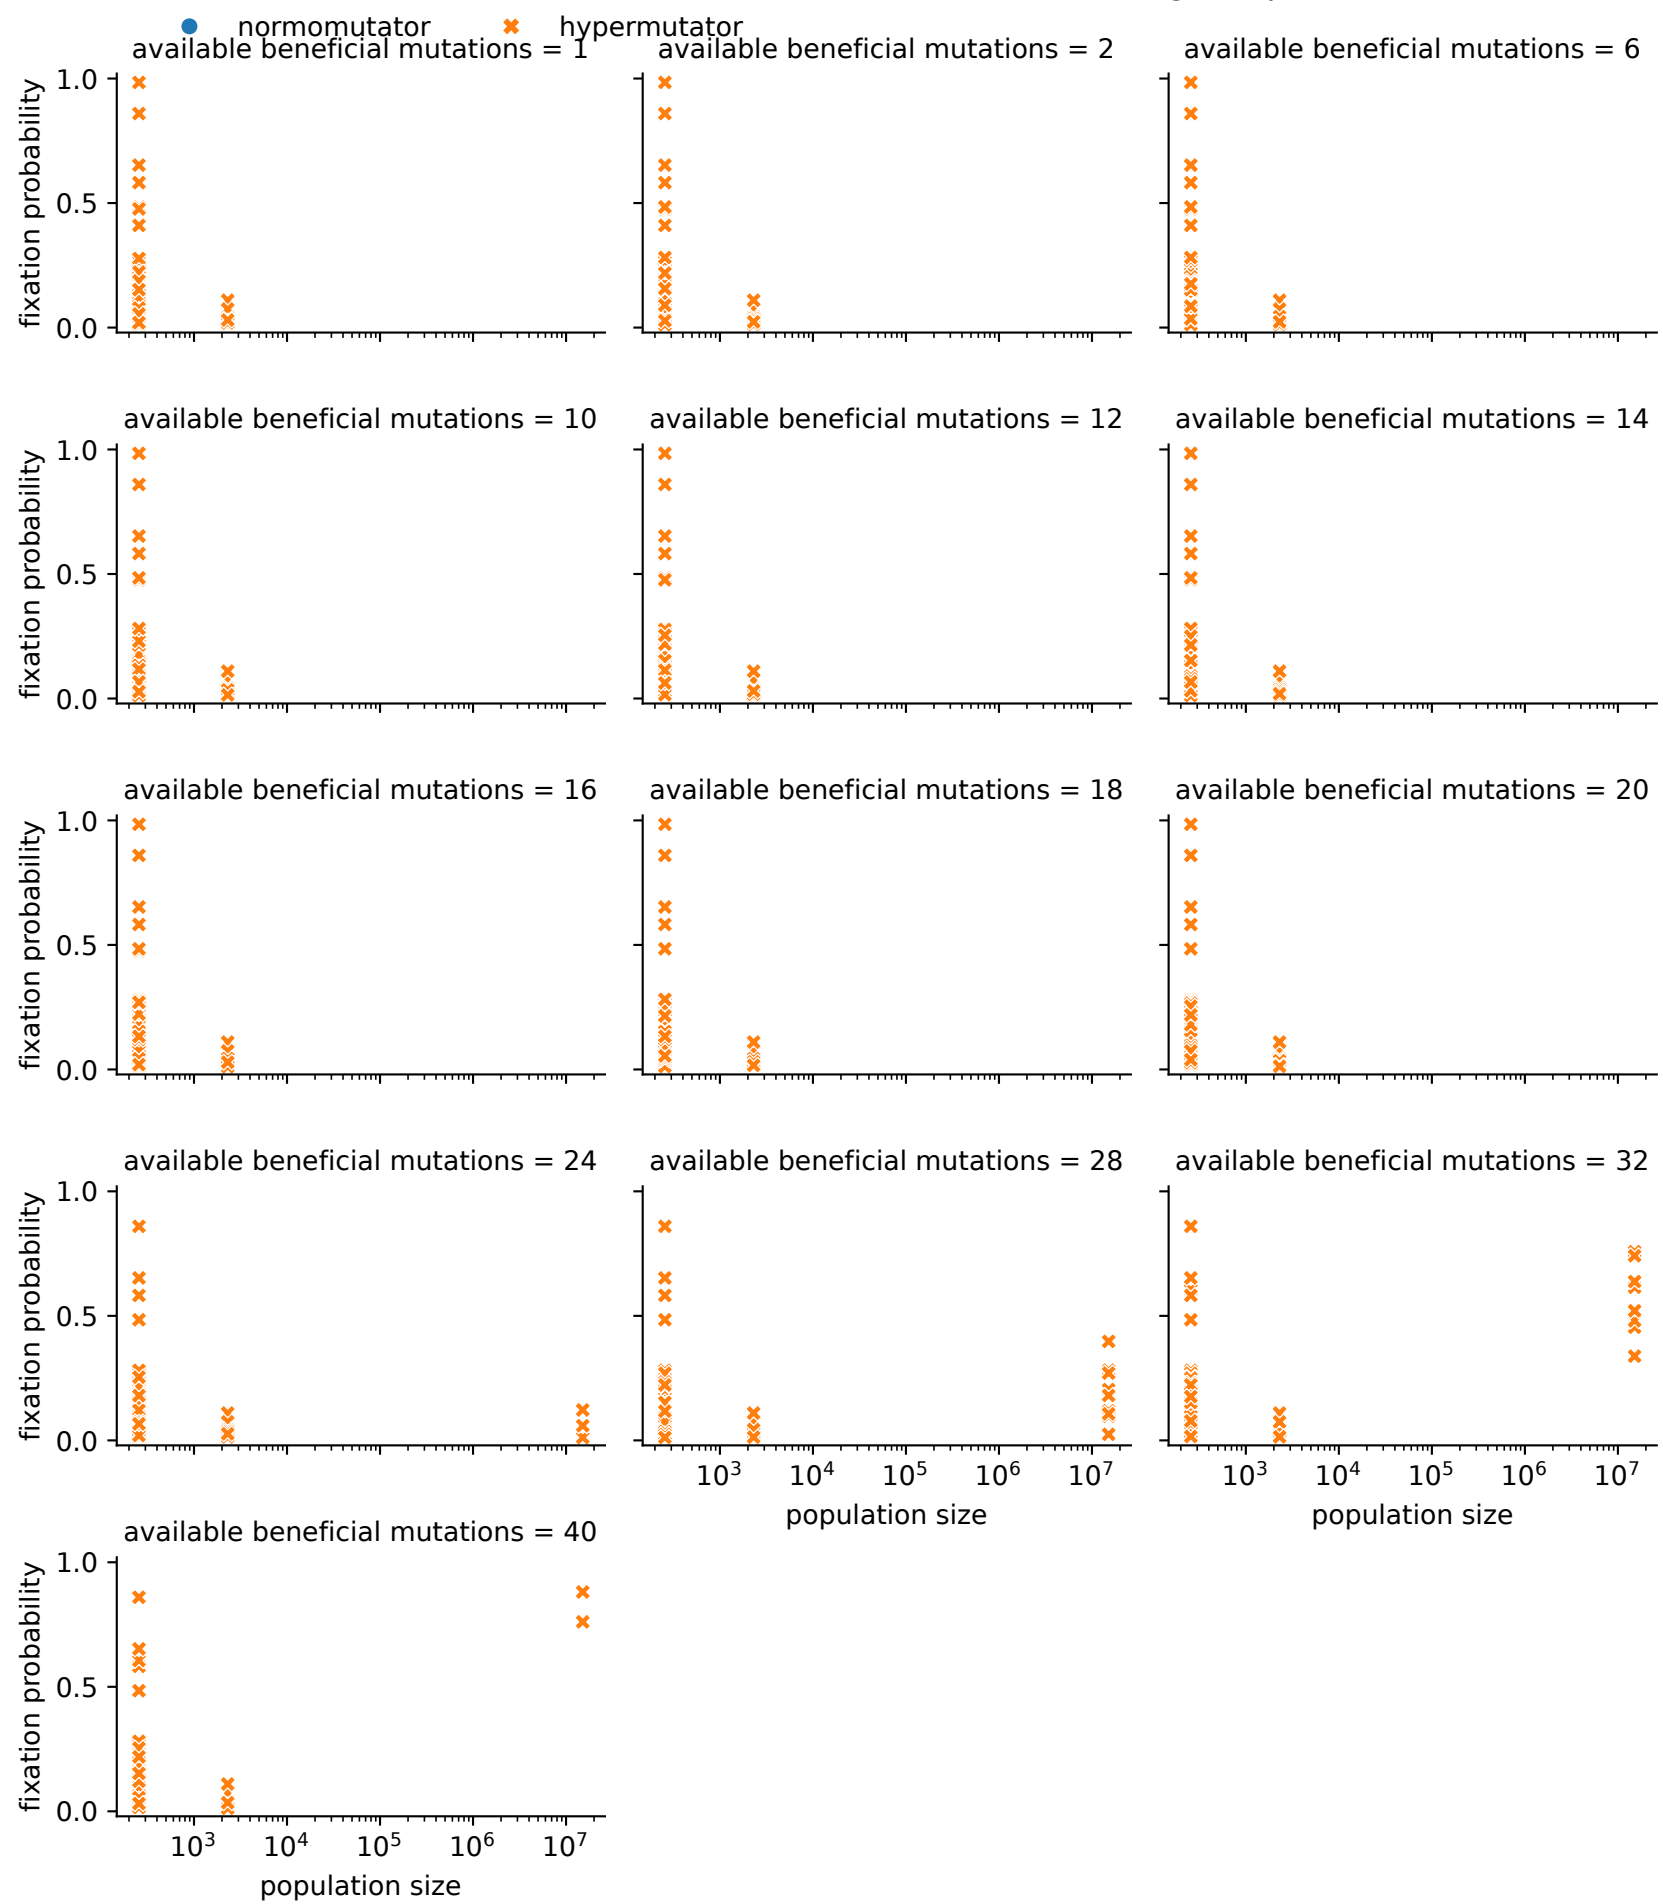 normomutator hypermutator
available beneficial mutations = 1 available beneficial mutations = 2 available beneficial mutations = 6
fixation probability
1.0
0.5
0.0
available beneficial mutations = 10 available beneficial mutations = 12 available beneficial mutations = 14
fixation probability
1.0
0.5
0.0
available beneficial mutations = 16 available beneficial mutations = 18 available beneficial mutations = 20
fixation probability
1.0
0.5
0.0
available beneficial mutations = 24 available beneficial mutations = 28 available beneficial mutations = 32
fixation probability
1.0
0.5
0.0
10³ 10⁴ 10⁵ 10⁶ 10⁷ 10³ 10⁴ 10⁵ 10⁶ 10⁷
population size population size
available beneficial mutations = 40
fixation probability
1.0
0.5
0.0
10³ 10⁴ 10⁵ 10⁶ 10⁷
population size